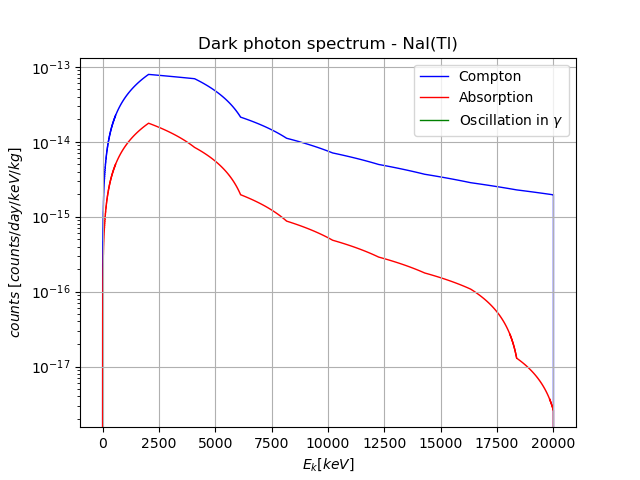 Dark photon spectrum - NaI(Tl)
Compton
Absorption
Oscillation in γ
counts [counts/day/keV/kg]
10⁻¹³
10⁻¹⁴
10⁻¹⁵
10⁻¹⁶
10⁻¹⁷
0 2500 5000 7500 10000 12500 15000 17500 20000
E_k[keV]